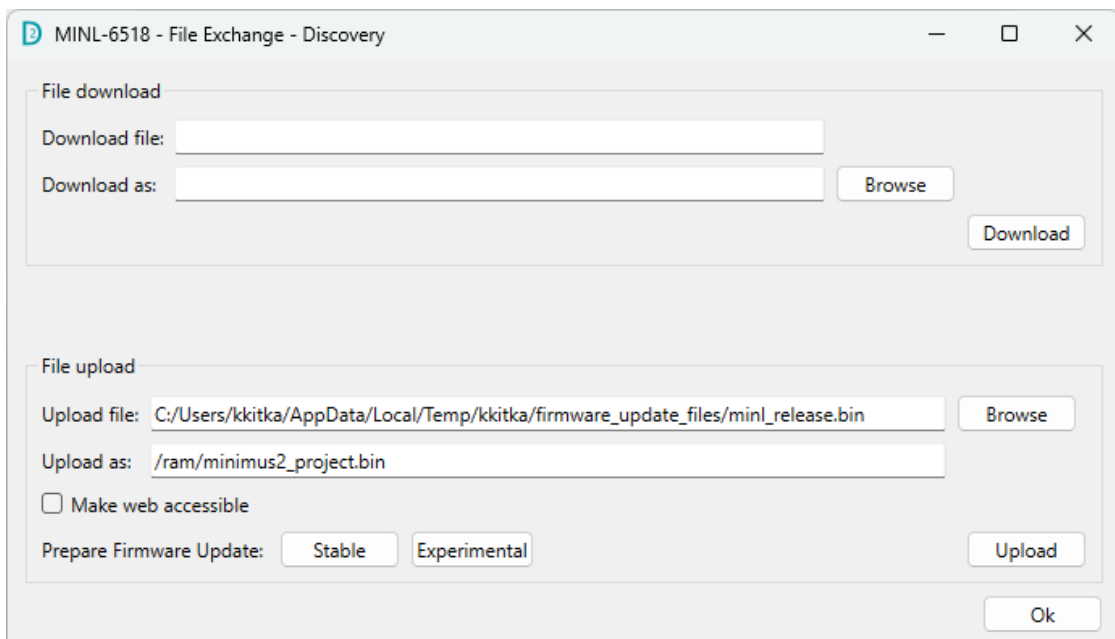 MINL-6518 - File Exchange - Discovery
File download
Download file:
Download as:
Browse
Download
File upload
Upload file: C:/Users/kkitka/AppData/Local/Temp/kkitka/firmware_update_files/minl_release.bin Browse
Upload as: /ram/minimus2_project.bin
Make web accessible
Prepare Firmware Update: Stable Experimental Upload
Ok